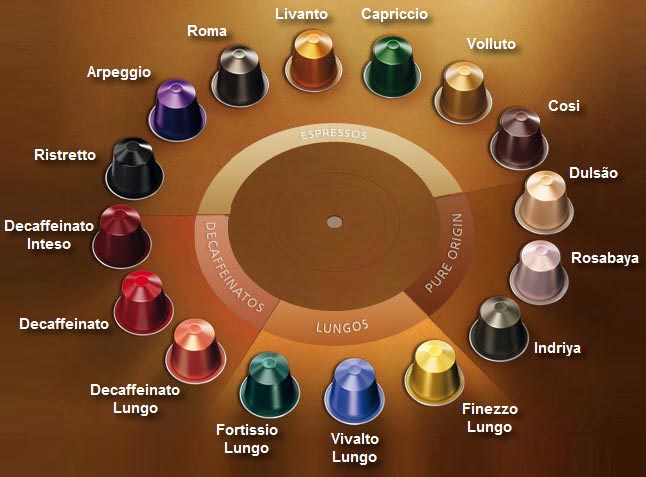 Livanto
Capriccio
Roma
Volluto
Arpeggio
Cosi
ESPRESSOS
Ristretto
Dulsão
Decaffeinato
Inteso
DECAFFEINATOS
PURE ORIGIN
Rosabaya
Decaffeinato
LUNGOS
Indriya
Decaffeinato
Lungo
Finezzo
Lungo
Fortissio
Lungo
Vivalto
Lungo